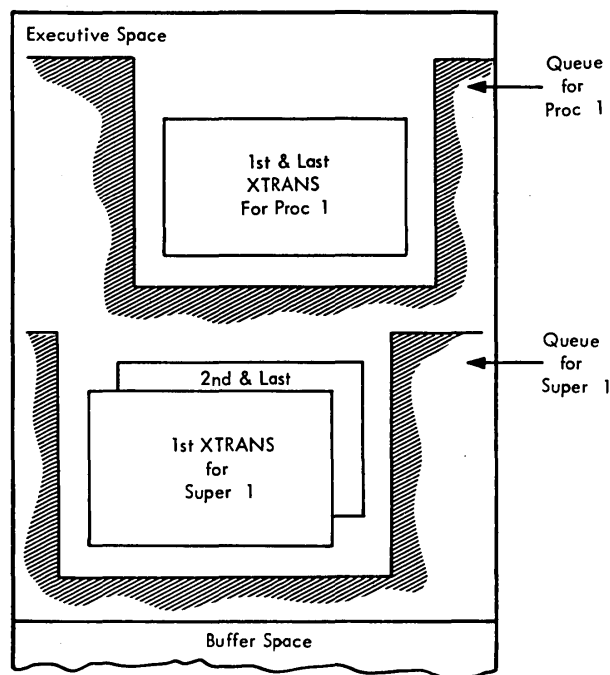 Executive Space
Queue
for
Proc 1
1st & Last
XTRANS
For Proc 1
Queue
for
Super 1
2nd & Last
1st XTRANS
for
Super 1
Buffer Space